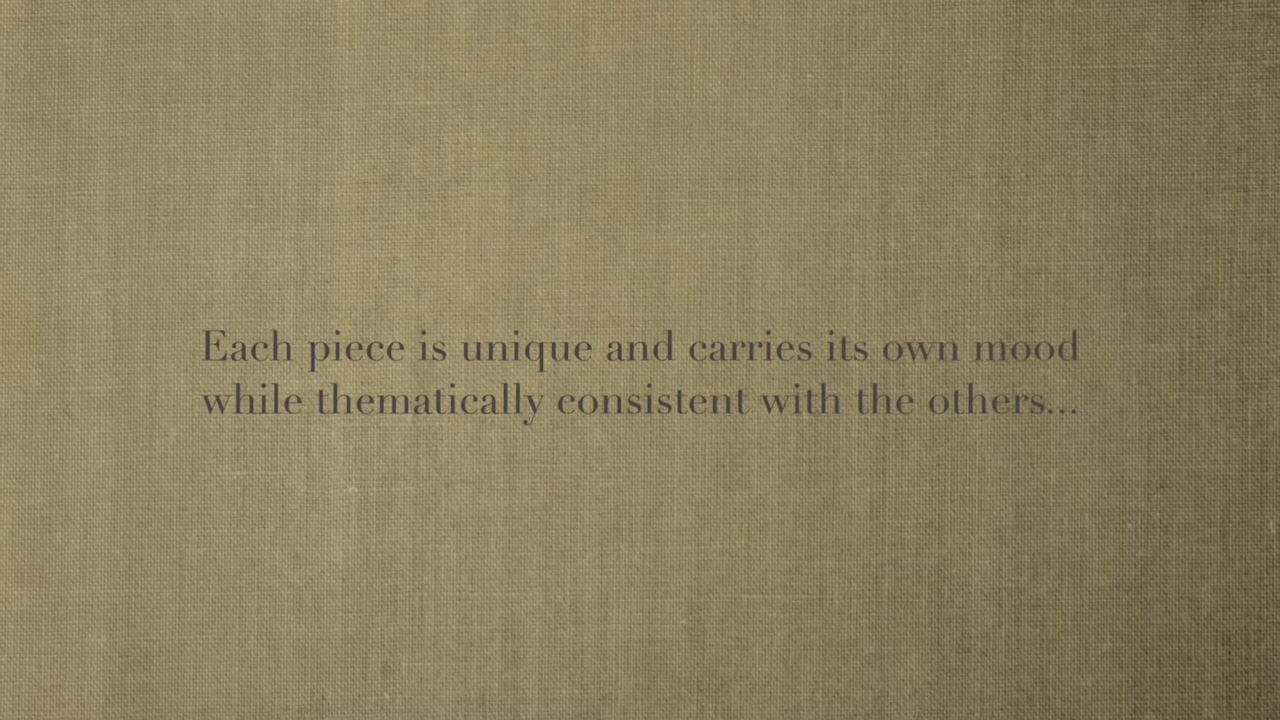 Each piece is unique and carries its own mood
while thematically consistent with the others...